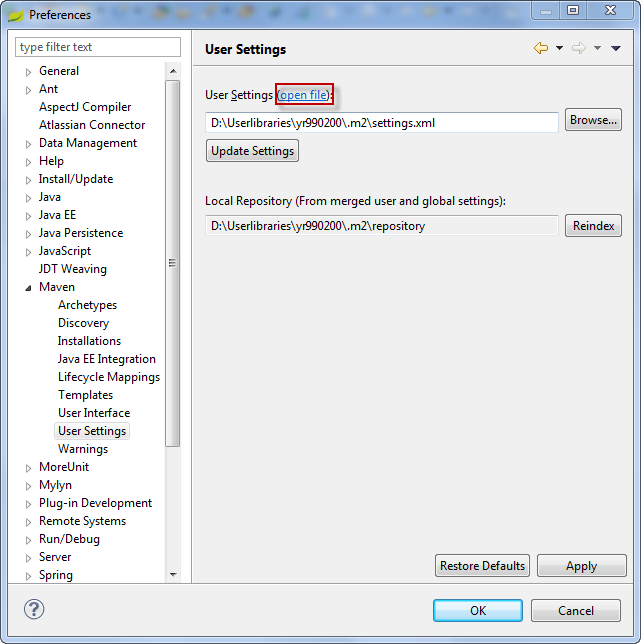 Preferences
type filter text
General
Ant
AspectJ Compiler
Atlassian Connector
Data Management
Help
Install/Update
Java
Java EE
Java Persistence
JavaScript
JDT Weaving
Maven
Archetypes
Discovery
Installations
Java EE Integration
Lifecycle Mappings
Templates
User Interface
User Settings
Warnings
MoreUnit
Mylyn
Plug-in Development
Remote Systems
Run/Debug
Server
Spring
User Settings
User Settings (open file):
D:\Userlibraries\yr990200\.m2\settings.xml
Browse...
Update Settings
Local Repository (From merged user and global settings):
D:\Userlibraries\yr990200\.m2\repository
Reindex
Restore Defaults
Apply
?
OK
Cancel